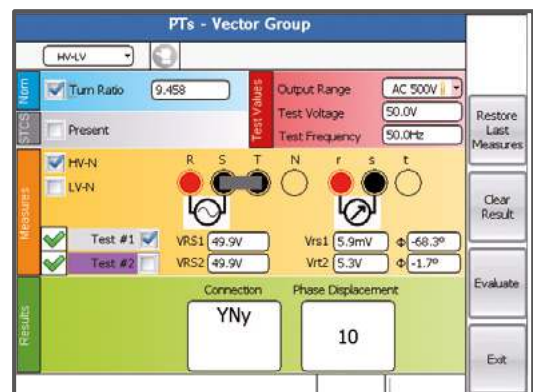 PTs - Vector Group
HV-LV
Nom
Turn Ratio 9.458
STCS
Present
Test Values
Output Range AC 500V
Test Voltage 50.0V
Test Frequency 50.0Hz
Restore Last Measures
Clear Result
Evaluate
Exit
Measures
HV-N
LV-N
R S T N r s t
Test #1 VRS1 49.9V Vrs1 5.9mV Φ -68.3º
Test #2 VRS2 49.9V Vrt2 5.3V Φ -1.7º
Results
Connection Phase Displacement
YNy 10